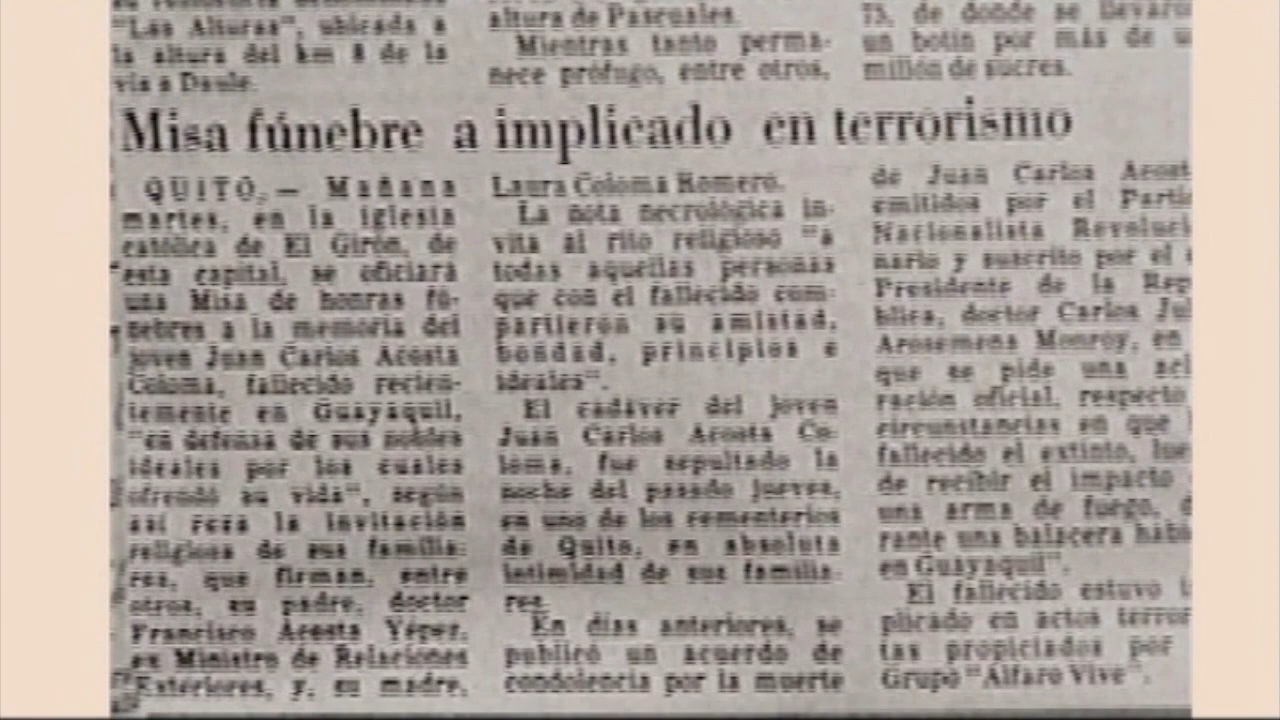 "Las Alturas", ubicada a
la altura del km 8 de la
vía a Daule.
altura de Pascuales.
Mientras tanto perma-
nece prófugo, entre otros,
75, de donde se llevaro
un botín por más de u
millón de sucres.
Misa fúnebre a implicado en terrorismo
QUITO.— Mañana
martes, en la iglesia
católica de El Girón, de
esta capital, se oficiará
una Misa de honras fú-
nebres a la memoria del
joven Juan Carlos Acosta
Coloma, fallecido recien-
temente en Guayaquil,
"en defensa de sus nobles
ideales por los cuales
ofrendó su vida", según
así reza la invitación
religiosa de sus familia-
res, que firman, entre
otros, su padre, doctor
Francisco Acosta Yépez,
ex Ministro de Relaciones
Exteriores, y, su madre,
Laura Coloma Romero.
La nota necrológica in-
vita al rito religioso "a
todas aquellas personas
que con el fallecido com-
partieron su amistad,
bondad, principios e
ideales".
El cadáver del joven
Juan Carlos Acosta Co-
loma, fue sepultado la
noche del pasado jueves,
en uno de los cementerios
de Quito, en absoluta
intimidad de sus familia-
res.
En días anteriores, se
publicó un acuerdo de
condolencia por la muerte
de Juan Carlos Acost
emitidos por el Parti
Nacionalista Revoluci
nario y suscrito por el
Presidente de la Rep
blica, doctor Carlos Jul
Arosemena Monroy, en
que se pide una acl
ración oficial, respecto
circunstancias en que
fallecido el extinto, lue
de recibir el impacto
una arma de fuego, d
rante una balacera habi
en Guayaquil".
El fallecido estuvo i
plicado en actos terror
tas propiciados por
Grupo "Alfaro Vive".